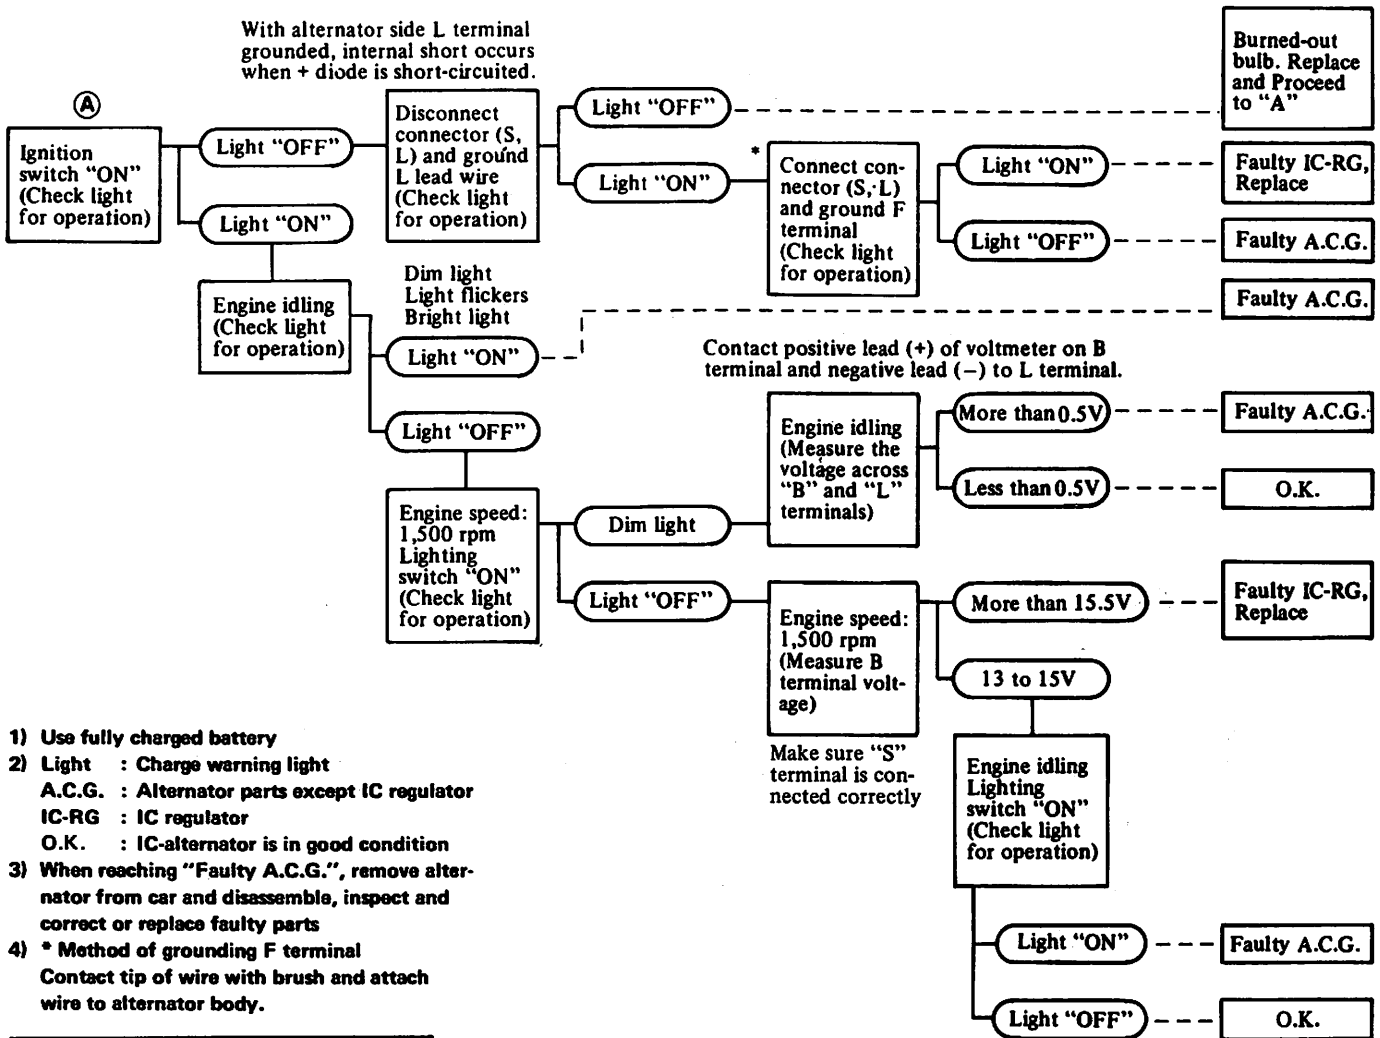 With alternator side L terminal
grounded, internal short occurs
when + diode is short-circuited.
A
Ignition
switch “ON”
(Check light
for operation)
Light “OFF”
Light “ON”
Disconnect
connector (S,
L) and ground
L lead wire
(Check light
for operation)
Light “OFF”
Light “ON”
*
Connect con-
nector (S, L)
and ground F
terminal
(Check light
for operation)
Light “ON”
Light “OFF”
Burned-out
bulb. Replace
and Proceed
to “A”
Faulty IC-RG,
Replace
Faulty A.C.G.
Faulty A.C.G.
Engine idling
(Check light
for operation)
Dim light
Light flickers
Bright light
Light “ON”
Light “OFF”
Contact positive lead (+) of voltmeter on B
terminal and negative lead (−) to L terminal.
Engine speed:
1,500 rpm
Lighting
switch “ON”
(Check light
for operation)
Dim light
Light “OFF”
Engine idling
(Measure the
voltage across
“B” and “L”
terminals)
More than 0.5V
Less than 0.5V
Faulty A.C.G.
O.K.
Engine speed:
1,500 rpm
(Measure B
terminal volt-
age)
Make sure “S”
terminal is con-
nected correctly
More than 15.5V
13 to 15V
Faulty IC-RG,
Replace
Engine idling
Lighting
switch “ON”
(Check light
for operation)
Light “ON”
Light “OFF”
Faulty A.C.G.
O.K.
1) Use fully charged battery
2) Light : Charge warning light
A.C.G. : Alternator parts except IC regulator
IC-RG : IC regulator
O.K. : IC-alternator is in good condition
3) When reaching “Faulty A.C.G.”, remove alter-
nator from car and disassemble, inspect and
correct or replace faulty parts
4) * Method of grounding F terminal
Contact tip of wire with brush and attach
wire to alternator body.